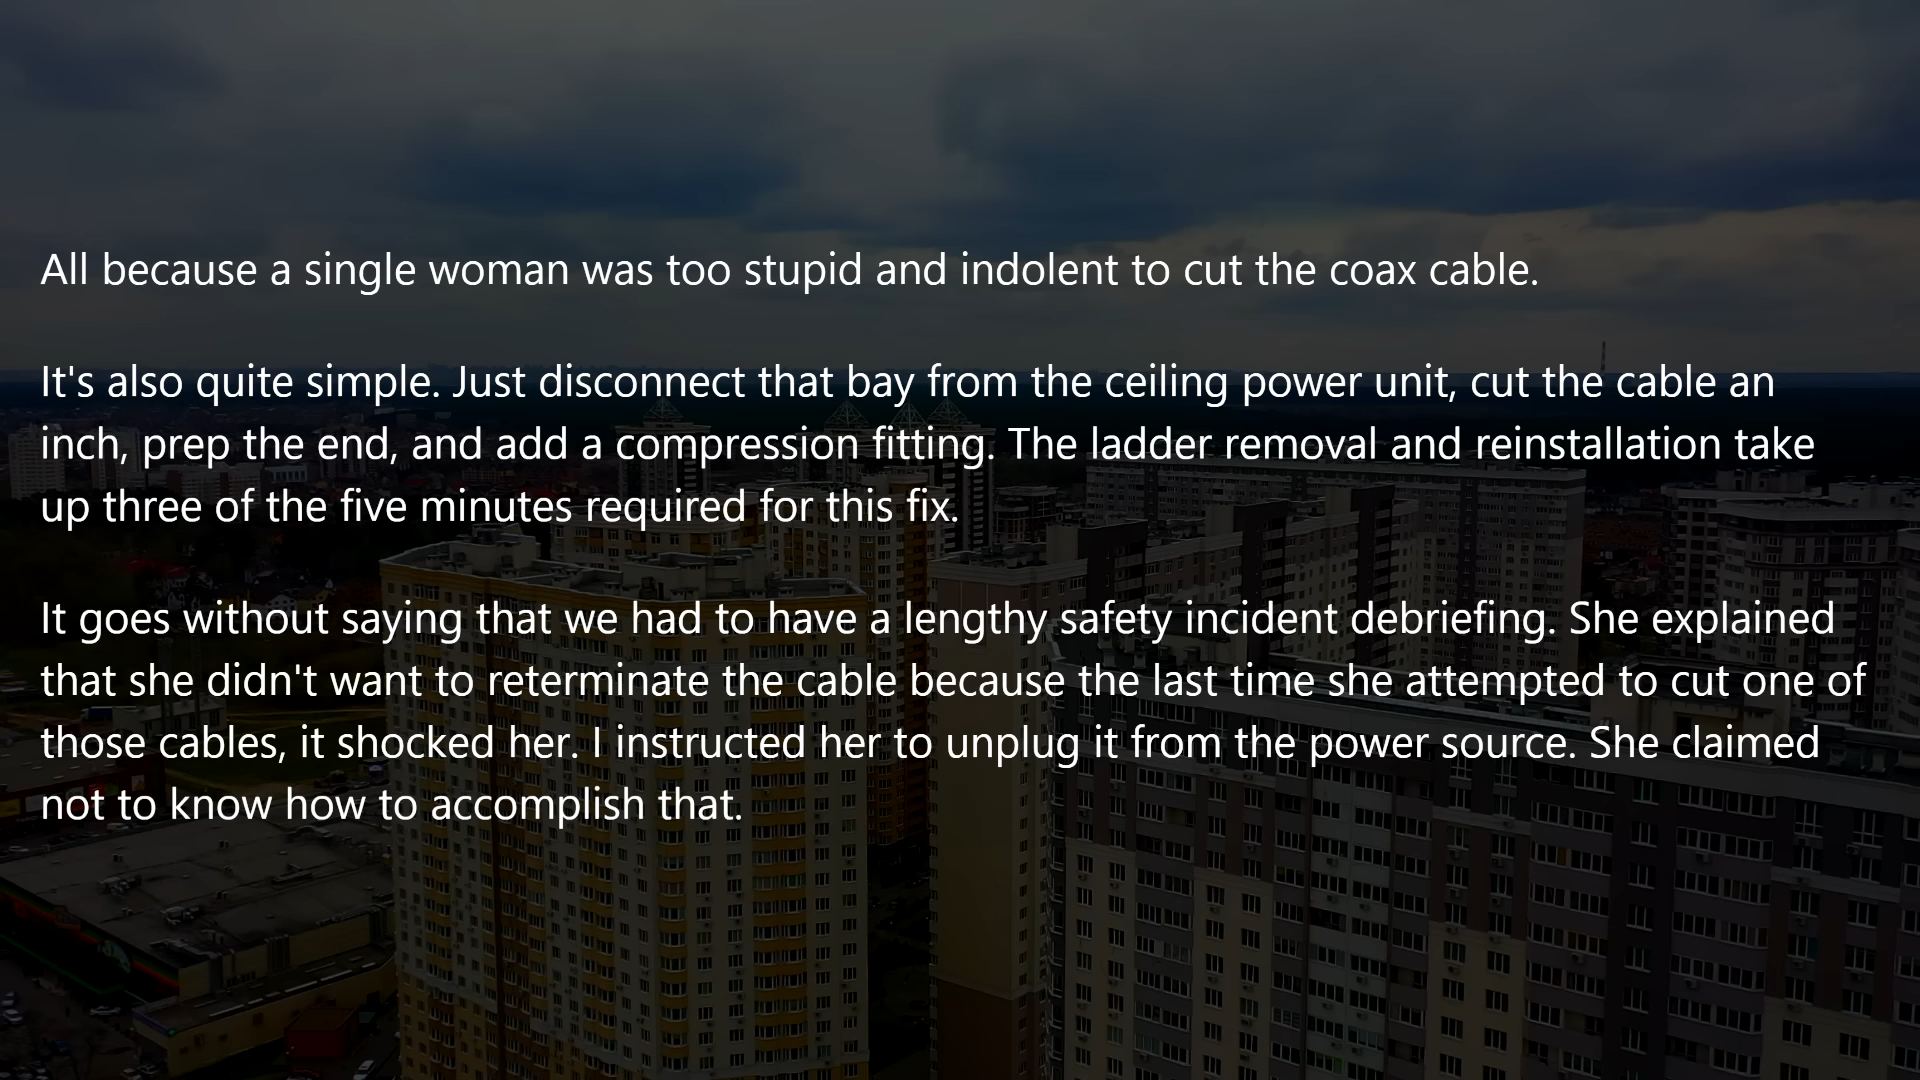 All because a single woman was too stupid and indolent to cut the coax cable.
It's also quite simple. Just disconnect that bay from the ceiling power unit, cut the cable an
inch, prep the end, and add a compression fitting. The ladder removal and reinstallation take
up three of the five minutes required for this fix.
It goes without saying that we had to have a lengthy safety incident debriefing. She explained
that she didn't want to reterminate the cable because the last time she attempted to cut one of
those cables, it shocked her. I instructed her to unplug it from the power source. She claimed
not to know how to accomplish that.